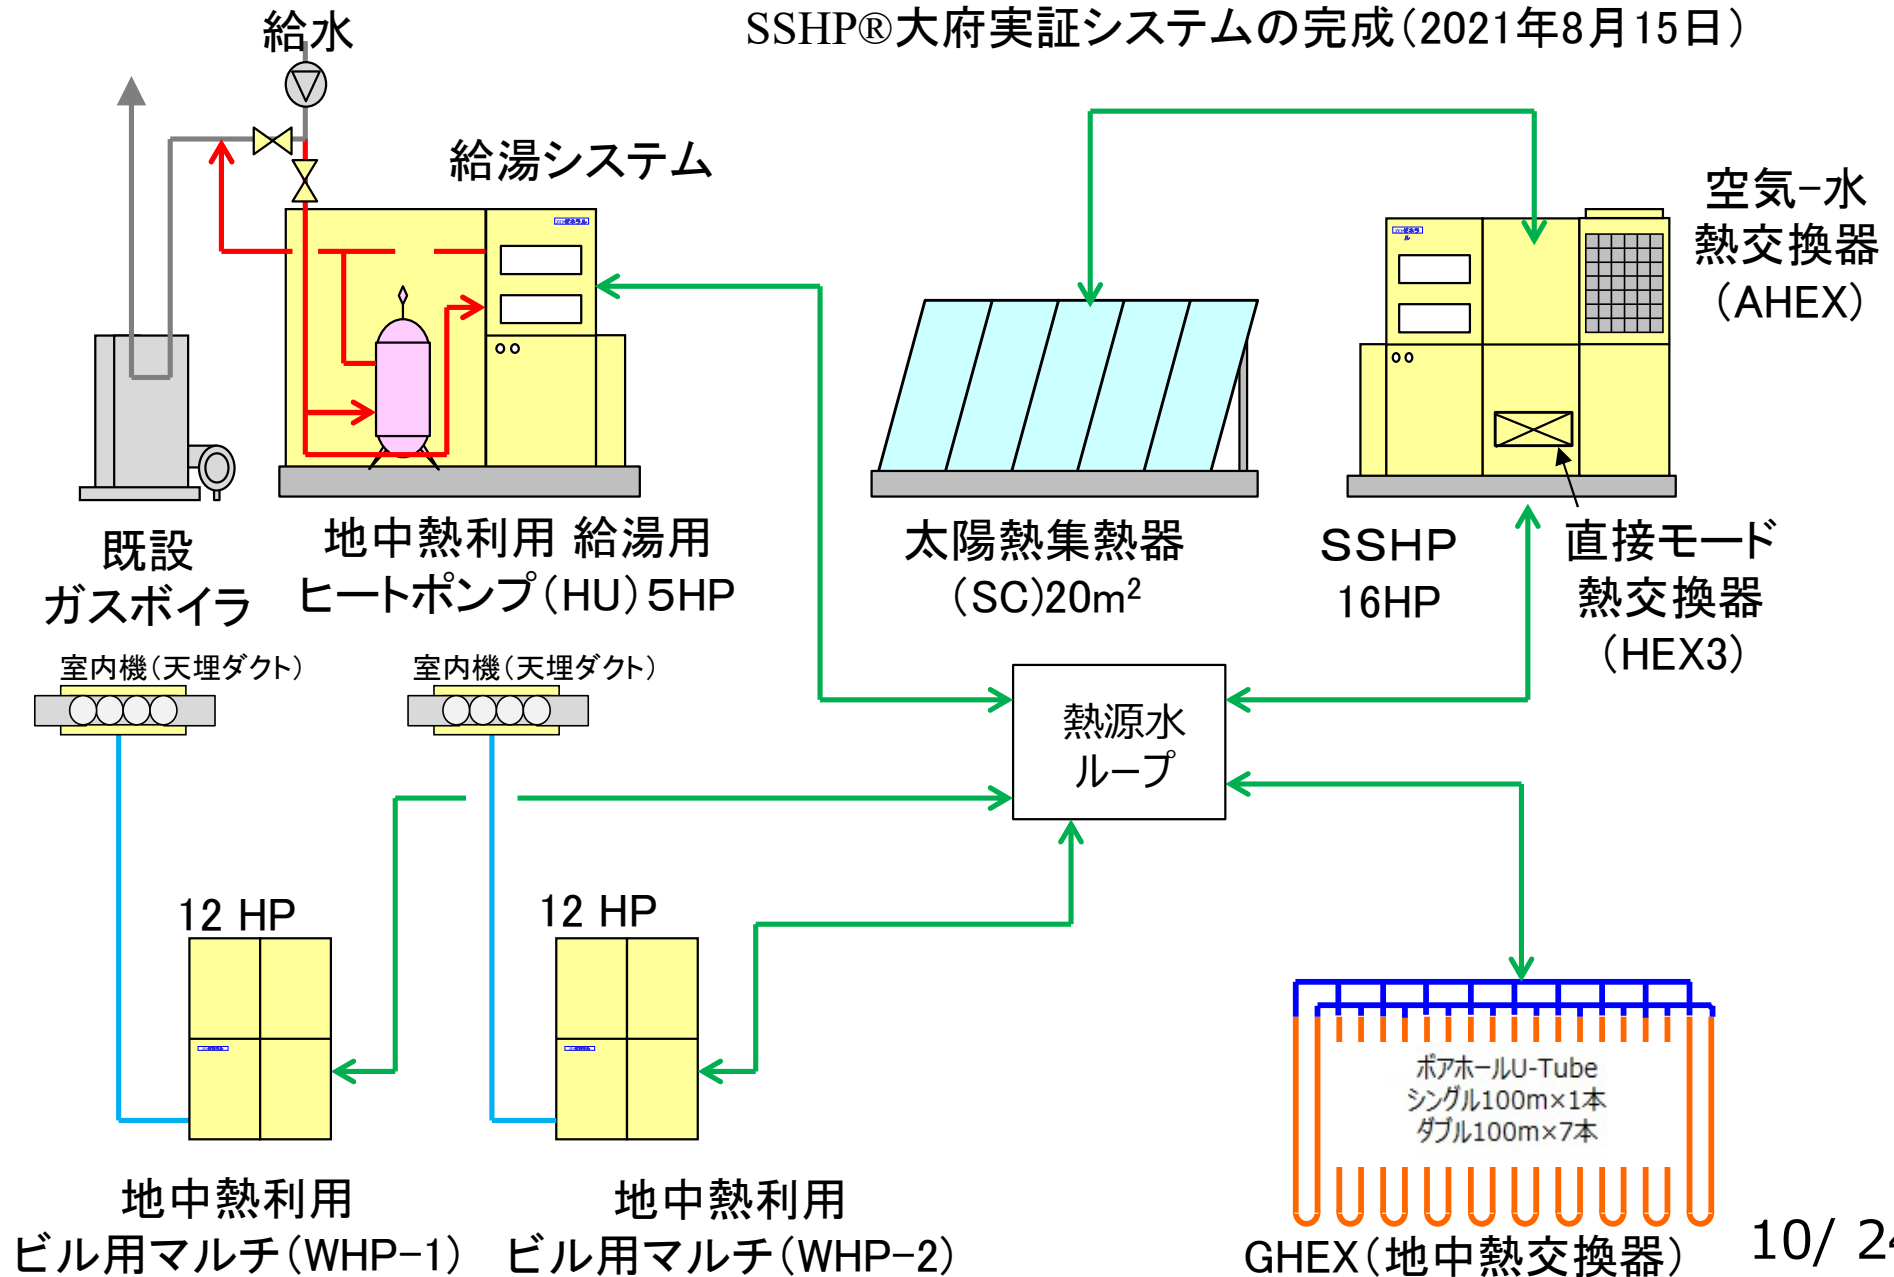 SSHP®大府実証システムの完成(2021年8月15日)
給水
給湯システム
空気-水
熱交換器
(AHEX)
既設
ガスボイラ
地中熱利用 給湯用
ヒートポンプ(HU)5HP
太陽熱集熱器
(SC)20m²
SSHP
16HP
直接モード
熱交換器
(HEX3)
室内機(天埋ダクト)
室内機(天埋ダクト)
熱源水
ループ
12 HP
12 HP
ボアホールU-Tube
シングル100m×1本
ダブル100m×7本
地中熱利用
ビル用マルチ(WHP-1)
地中熱利用
ビル用マルチ(WHP-2)
GHEX(地中熱交換器)
10/ 24